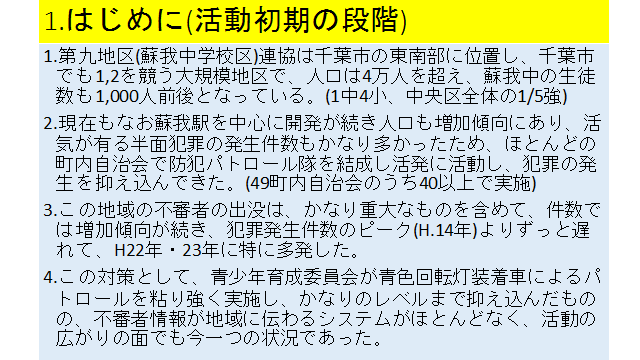 1.はじめに(活動初期の段階)
1.第九地区(蘇我中学校区)連協は千葉市の東南部に位置し、千葉市
でも1,2を競う大規模地区で、人口は4万人を超え、蘇我中の生徒
数も1,000人前後となっている。(1中4小、中央区全体の1/5強)
2.現在もなお蘇我駅を中心に開発が続き人口も増加傾向にあり、活
気が有る半面犯罪の発生件数もかなり多かったため、ほとんどの
町内自治会で防犯パトロール隊を結成し活発に活動し、犯罪の発
生を抑え込んできた。(49町内自治会のうち40以上で実施)
3.この地域の不審者の出没は、かなり重大なものを含めて、件数で
は増加傾向が続き、犯罪発生件数のピーク(H.14年)よりずっと遅
れて、H22年・23年に特に多発した。
4.この対策として、青少年育成委員会が青色回転灯装着車によるパ
トロールを粘り強く実施し、かなりのレベルまで抑え込んだもの
の、不審者情報が地域に伝わるシステムがほとんどなく、活動の
広がりの面でも今一つの状況であった。